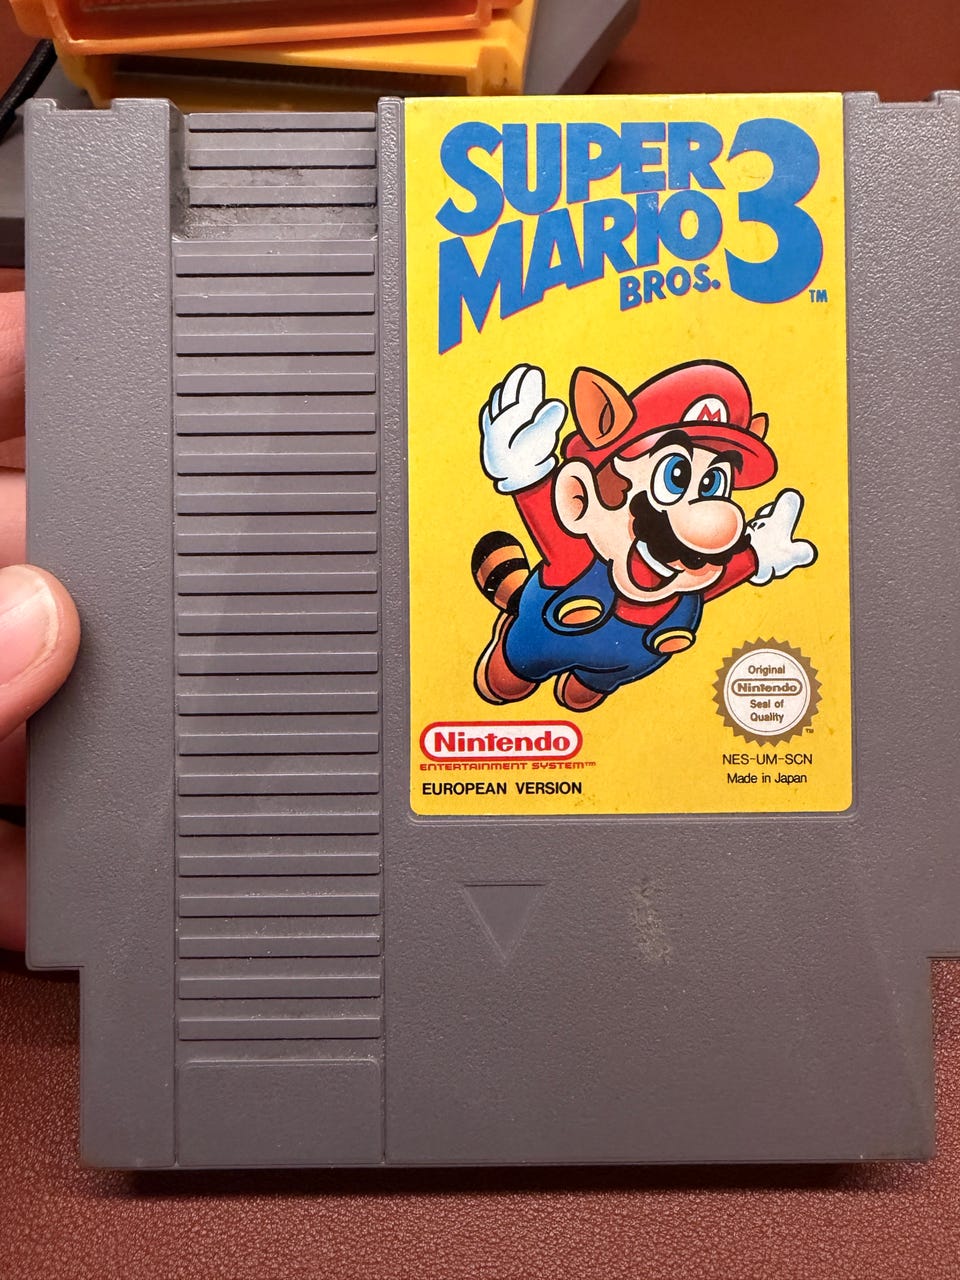 SUPER
MARIO
BROS. 3
TM
M
Original
Nintendo
Seal of
Quality
TM
Nintendo
ENTERTAINMENT SYSTEM™
EUROPEAN VERSION
NES-UM-SCN
Made in Japan